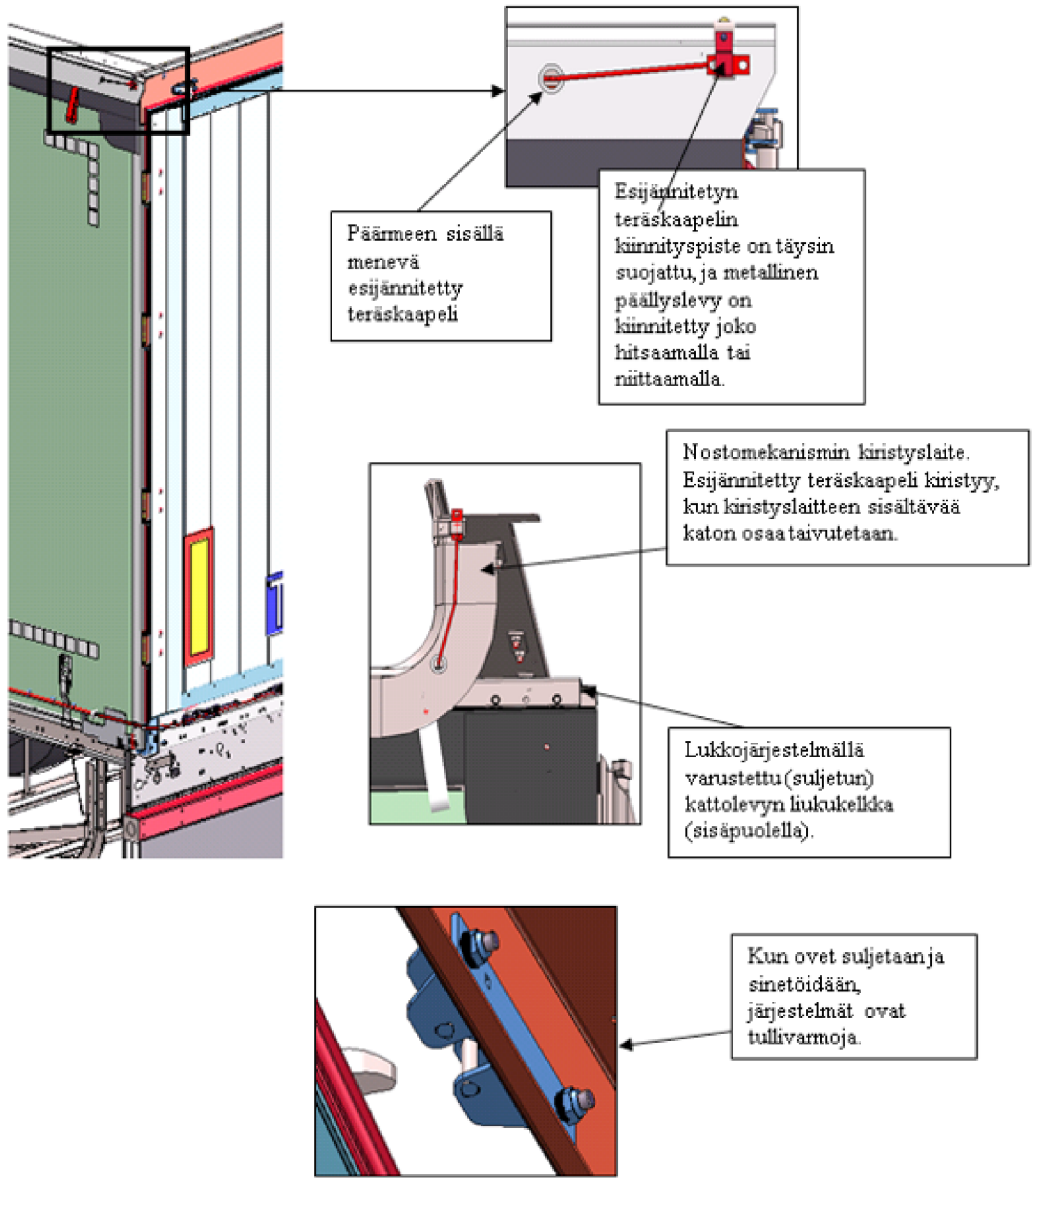 Päärmeen sisällä
menevä
esijännitetty
teräskaapeli
Esijännitetyn
teräskaapelin
kiinnityspiste on täysin
suojattu, ja metallinen
päällyslevy on
kiinnitetty joko
hitsaamalla tai
niittaamalla.
Nostomekanismin kiristyslaite.
Esijännitetty teräskaapeli kiristyy,
kun kiristyslaitteen sisältävää
katon osaa taivutetaan.
Lukkojärjestelmällä
varustettu (suljetun)
kattolevyn liukukelkka
(sisäpuolella).
Kun ovet suljetaan ja
sinetöidään,
järjestelmät ovat
tullivarmoja.